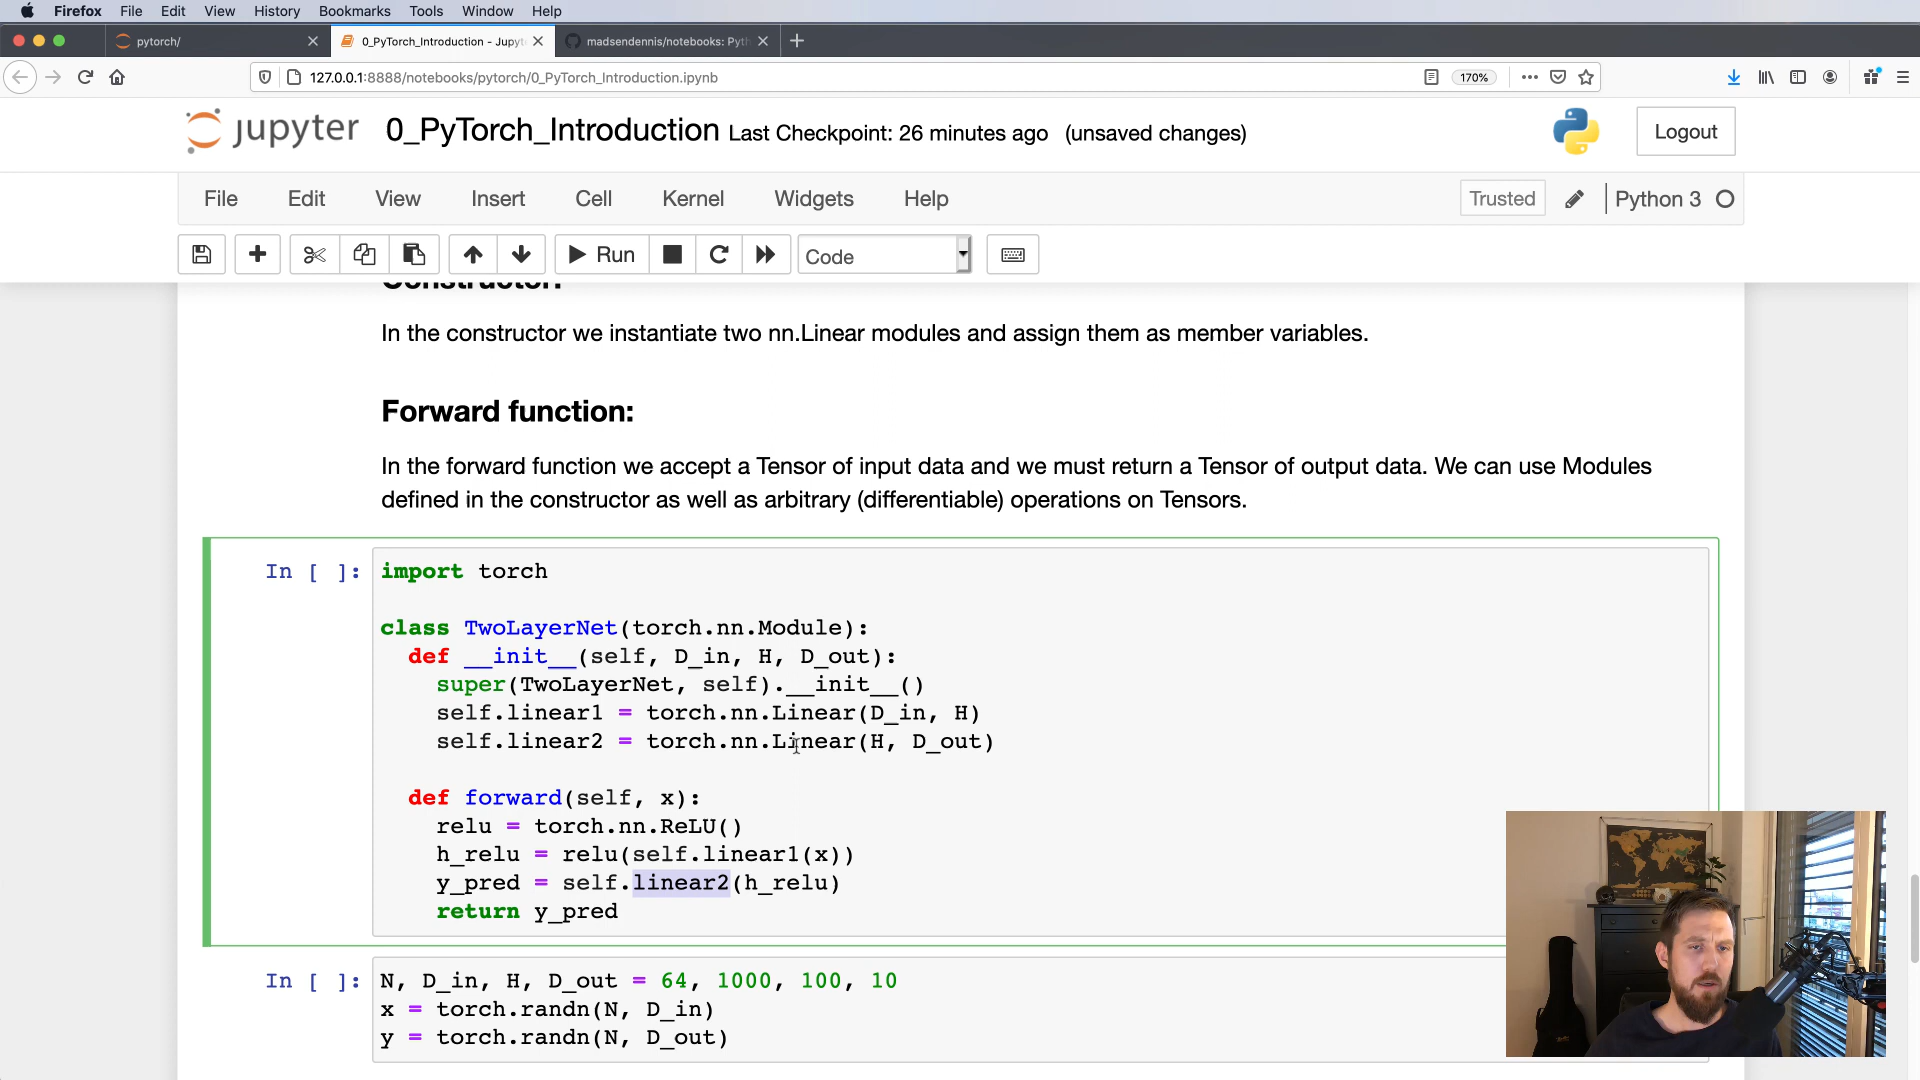 Firefox File Edit View History Bookmarks Tools Window Help
pytorch/
0_PyTorch_Introduction - Jupyt
madsendennis/notebooks: Pyth
127.0.0.1:8888/notebooks/pytorch/0_PyTorch_Introduction.ipynb
170%
jupyter 0_PyTorch_Introduction Last Checkpoint: 26 minutes ago (unsaved changes)
Logout
File Edit View Insert Cell Kernel Widgets Help
Trusted
Python 3
Run
Code
Constructor:
In the constructor we instantiate two nn.Linear modules and assign them as member variables.
Forward function:
In the forward function we accept a Tensor of input data and we must return a Tensor of output data. We can use Modules
defined in the constructor as well as arbitrary (differentiable) operations on Tensors.
In [ ]:
import torch
class TwoLayerNet(torch.nn.Module):
def __init__(self, D_in, H, D_out):
super(TwoLayerNet, self).__init__()
self.linear1 = torch.nn.Linear(D_in, H)
self.linear2 = torch.nn.Linear(H, D_out)
def forward(self, x):
relu = torch.nn.ReLU()
h_relu = relu(self.linear1(x))
y_pred = self.linear2(h_relu)
return y_pred
In [ ]:
N, D_in, H, D_out = 64, 1000, 100, 10
x = torch.randn(N, D_in)
y = torch.randn(N, D_out)